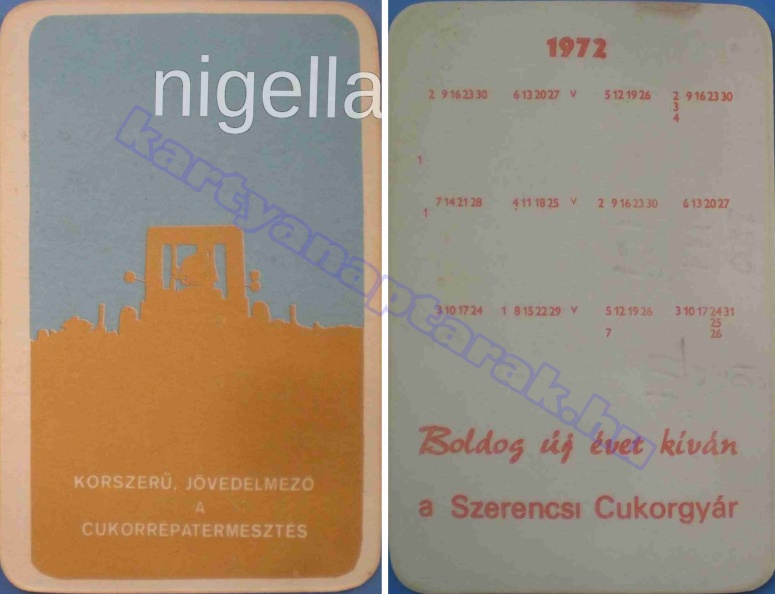 nigella
kartyanaptarak.hu
KORSZERŰ, JÖVEDELMEZŐ
A
CUKORRÉPATERMESZTÉS
1972
2 9 16 23 30 6 13 20 27 V 5 12 19 26 2 9 16 23 30
3
4
1
7 14 21 28 4 11 18 25 V 2 9 16 23 30 6 13 20 27
1
3 10 17 24 1 8 15 22 29 V 5 12 19 26 3 10 17 24 31
25
7 26
Boldog új évet kíván
a Szerencsi Cukorgyár